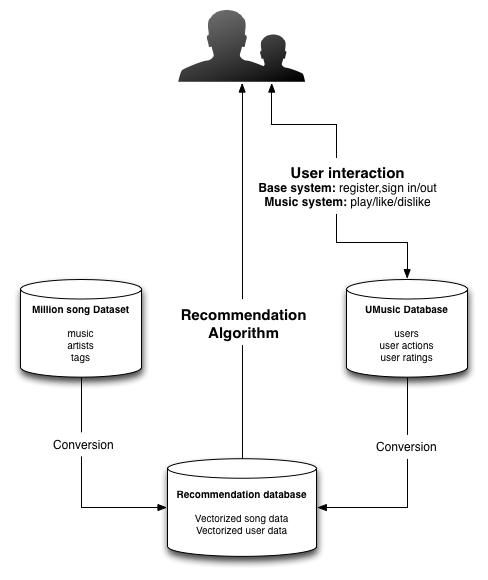 User interaction
Base system: register,sign in/out
Music system: play/like/dislike
Million song Dataset
music
artists
tags
Recommendation
Algorithm
UMusic Database
users
user actions
user ratings
Conversion
Conversion
Recommendation database
Vectorized song data
Vectorized user data